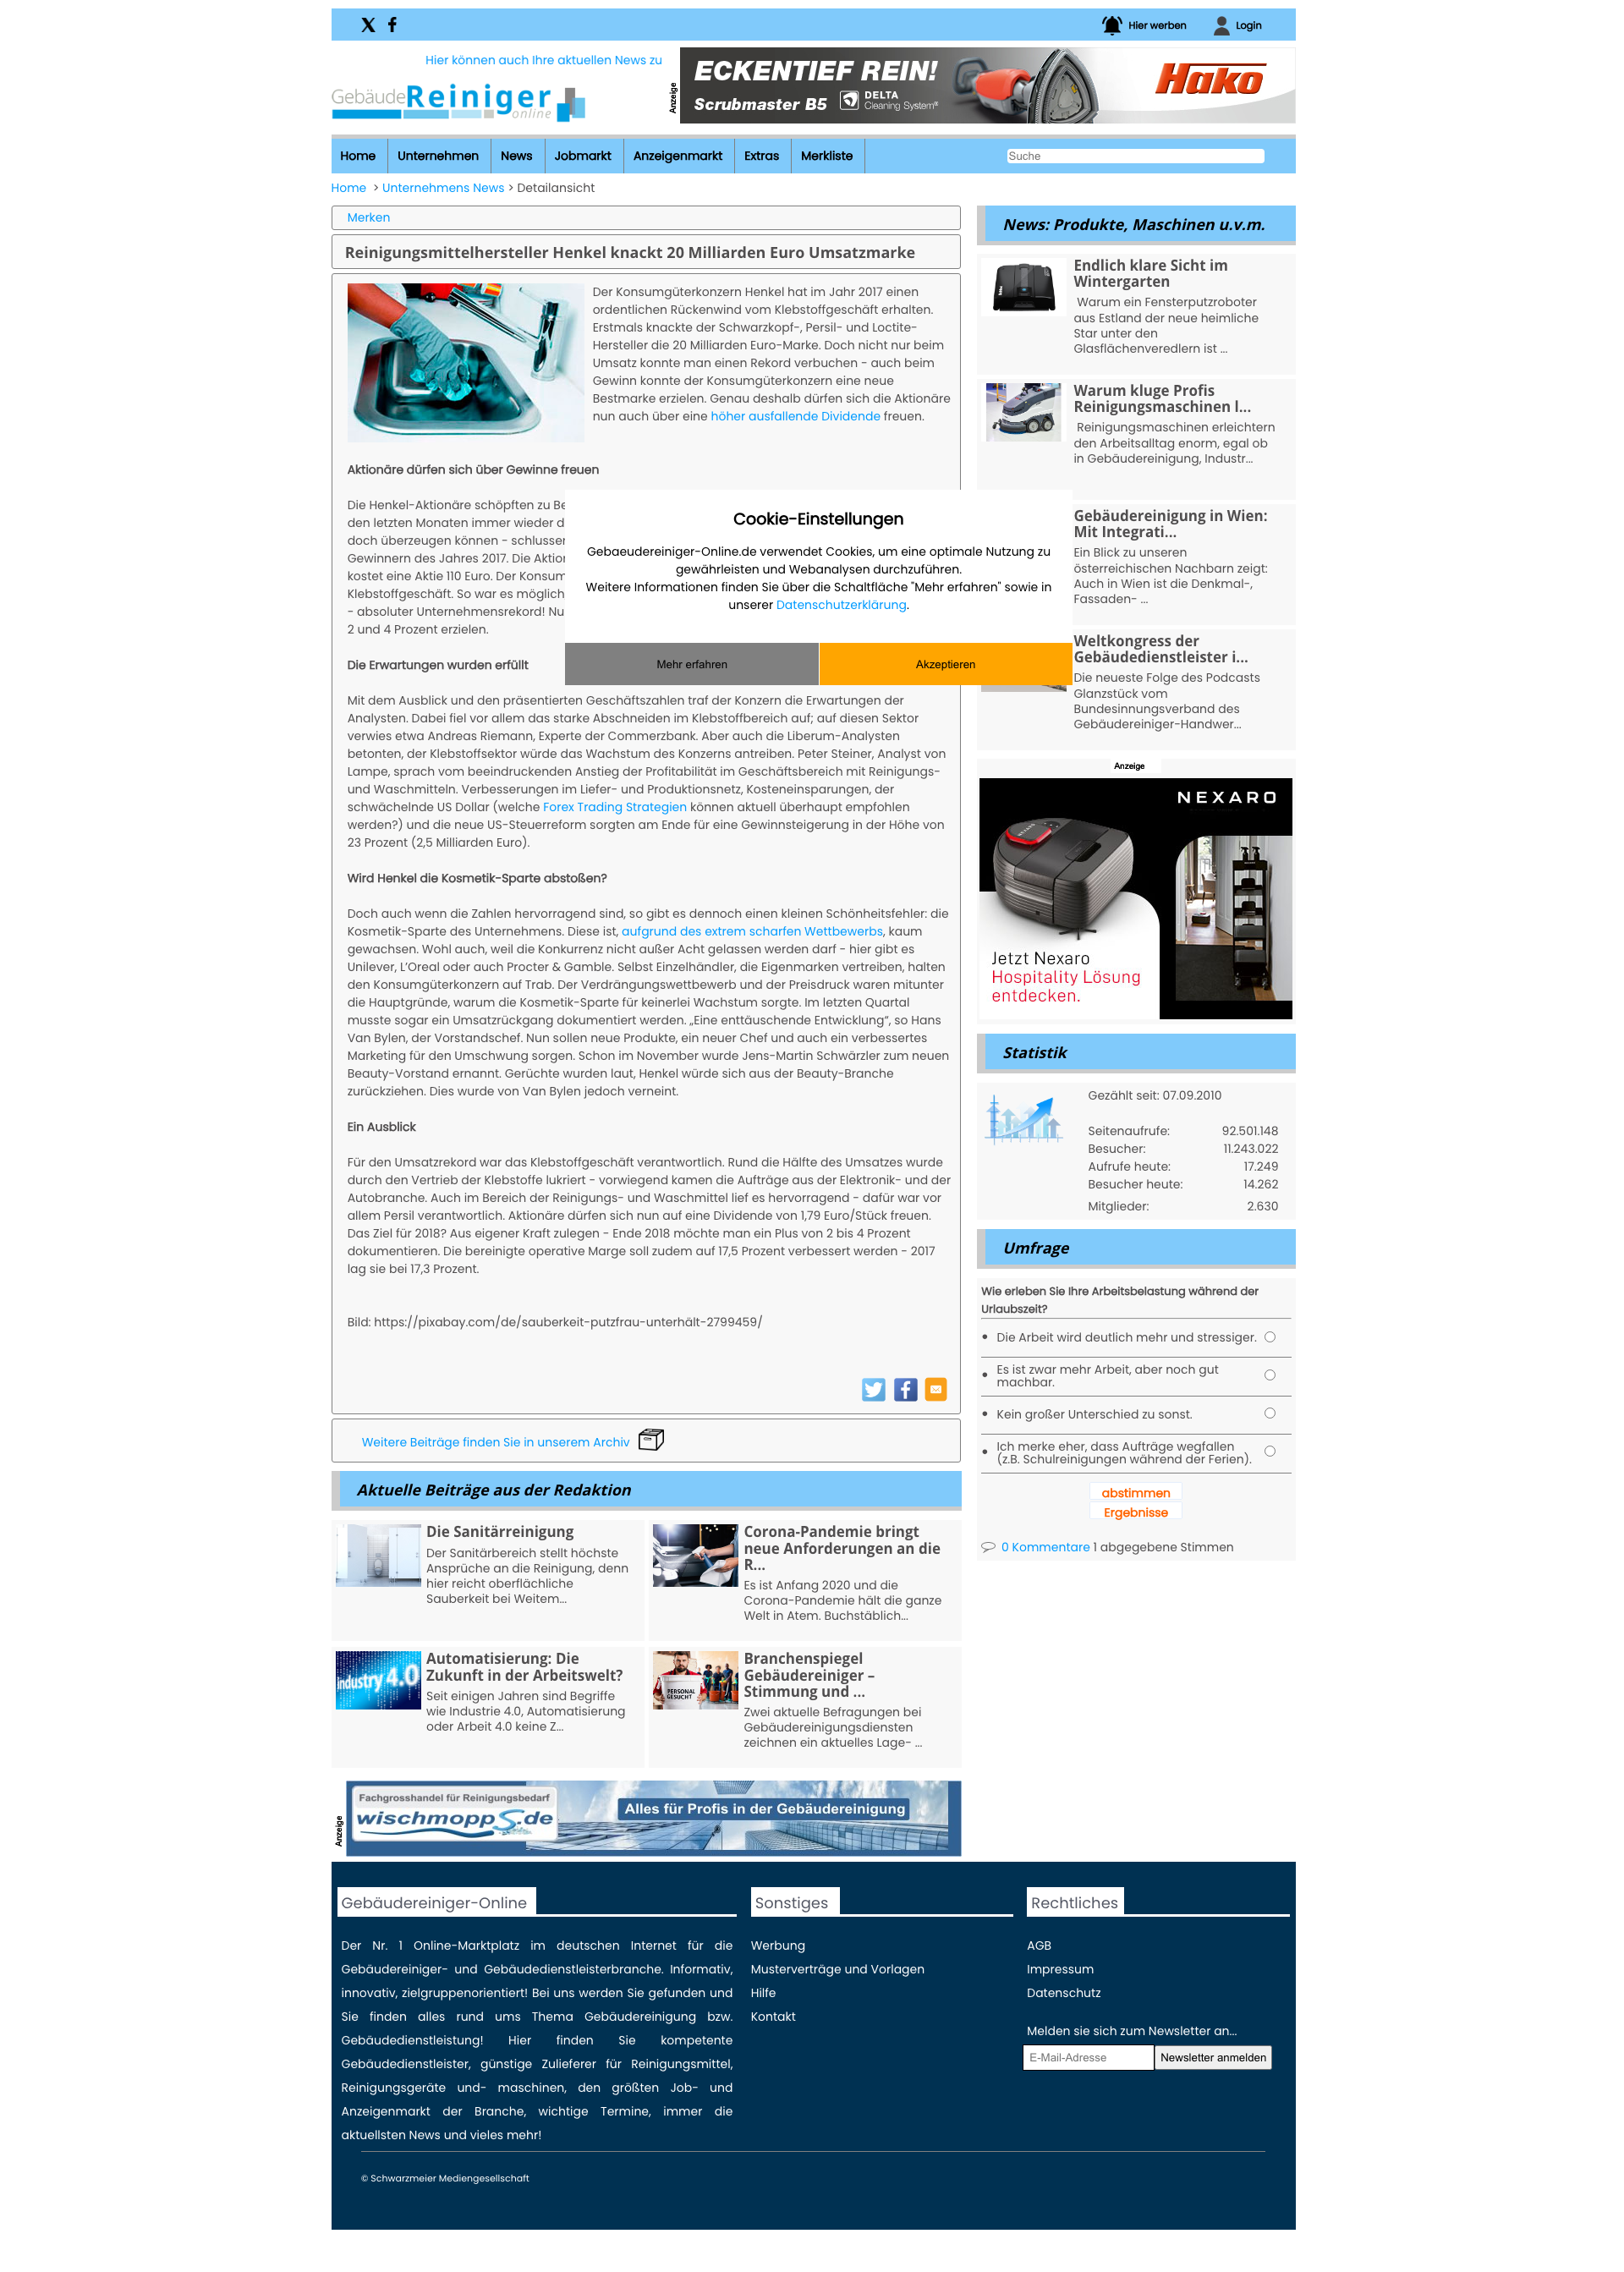 Hier werben
Login
Hier können auch Ihre aktuellen News zu
GebäudeReiniger
online
Anzeige
ECKENTIEF REIN!
Scrubmaster B5
DELTA
Cleaning System®
Hako
Home
Unternehmen
News
Jobmarkt
Anzeigenmarkt
Extras
Merkliste
Suche
Home > Unternehmens News > Detailansicht
Merken
Reinigungsmittelhersteller Henkel knackt 20 Milliarden Euro Umsatzmarke
Der Konsumgüterkonzern Henkel hat im Jahr 2017 einen
ordentlichen Rückenwind vom Klebstoffgeschäft erhalten.
Erstmals knackte der Schwarzkopf-, Persil- und Loctite-
Hersteller die 20 Milliarden Euro-Marke. Doch nicht nur beim
Umsatz konnte man einen Rekord verbuchen - auch beim
Gewinn konnte der Konsumgüterkonzern eine neue
Bestmarke erzielen. Genau deshalb dürfen sich die Aktionäre
nun auch über eine höher ausfallende Dividende freuen.
Aktionäre dürfen sich über Gewinne freuen
Die Henkel-Aktionäre schöpften zu Be
den letzten Monaten immer wieder d
doch überzeugen können - schlusser
Gewinnern des Jahres 2017. Die Aktior
kostet eine Aktie 110 Euro. Der Konsum
Klebstoffgeschäft. So war es möglich
- absoluter Unternehmensrekord! Nu
2 und 4 Prozent erzielen.
Die Erwartungen wurden erfüllt
Mit dem Ausblick und den präsentierten Geschäftszahlen traf der Konzern die Erwartungen der
Analysten. Dabei fiel vor allem das starke Abschneiden im Klebstoffbereich auf; auf diesen Sektor
verwies etwa Andreas Riemann, Experte der Commerzbank. Aber auch die Liberum-Analysten
betonten, der Klebstoffsektor würde das Wachstum des Konzerns antreiben. Peter Steiner, Analyst von
Lampe, sprach vom beeindruckenden Anstieg der Profitabilität im Geschäftsbereich mit Reinigungs-
und Waschmitteln. Verbesserungen im Liefer- und Produktionsnetz, Kosteneinsparungen, der
schwächelnde US Dollar (welche Forex Trading Strategien können aktuell überhaupt empfohlen
werden?) und die neue US-Steuerreform sorgten am Ende für eine Gewinnsteigerung in der Höhe von
23 Prozent (2,5 Milliarden Euro).
Wird Henkel die Kosmetik-Sparte abstoßen?
Doch auch wenn die Zahlen hervorragend sind, so gibt es dennoch einen kleinen Schönheitsfehler: die
Kosmetik-Sparte des Unternehmens. Diese ist, aufgrund des extrem scharfen Wettbewerbs, kaum
gewachsen. Wohl auch, weil die Konkurrenz nicht außer Acht gelassen werden darf - hier gibt es
Unilever, L'Oreal oder auch Procter & Gamble. Selbst Einzelhändler, die Eigenmarken vertreiben, halten
den Konsumgüterkonzern auf Trab. Der Verdrängungswettbewerb und der Preisdruck waren mitunter
die Hauptgründe, warum die Kosmetik-Sparte für keinerlei Wachstum sorgte. Im letzten Quartal
musste sogar ein Umsatzrückgang dokumentiert werden. „Eine enttäuschende Entwicklung“, so Hans
Van Bylen, der Vorstandschef. Nun sollen neue Produkte, ein neuer Chef und auch ein verbessertes
Marketing für den Umschwung sorgen. Schon im November wurde Jens-Martin Schwärzler zum neuen
Beauty-Vorstand ernannt. Gerüchte wurden laut, Henkel würde sich aus der Beauty-Branche
zurückziehen. Dies wurde von Van Bylen jedoch verneint.
Ein Ausblick
Für den Umsatzrekord war das Klebstoffgeschäft verantwortlich. Rund die Hälfte des Umsatzes wurde
durch den Vertrieb der Klebstoffe lukriert - vorwiegend kamen die Aufträge aus der Elektronik- und der
Autobranche. Auch im Bereich der Reinigungs- und Waschmittel lief es hervorragend - dafür war vor
allem Persil verantwortlich. Aktionäre dürfen sich nun auf eine Dividende von 1,79 Euro/Stück freuen.
Das Ziel für 2018? Aus eigener Kraft zulegen - Ende 2018 möchte man ein Plus von 2 bis 4 Prozent
dokumentieren. Die bereinigte operative Marge soll zudem auf 17,5 Prozent verbessert werden - 2017
lag sie bei 17,3 Prozent.
Bild: https://pixabay.com/de/sauberkeit-putzfrau-unterhält-2799459/
Weitere Beiträge finden Sie in unserem Archiv
Cookie-Einstellungen
Gebaeudereiniger-Online.de verwendet Cookies, um eine optimale Nutzung zu
gewährleisten und Webanalysen durchzuführen.
Weitere Informationen finden Sie über die Schaltfläche "Mehr erfahren" sowie in
unserer Datenschutzerklärung.
Mehr erfahren
Akzeptieren
News: Produkte, Maschinen u.v.m.
Endlich klare Sicht im
Wintergarten
Warum ein Fensterputzroboter
aus Estland der neue heimliche
Star unter den
Glasflächenveredlern ist ...
Warum kluge Profis
Reinigungsmaschinen l...
Reinigungsmaschinen erleichtern
den Arbeitsalltag enorm, egal ob
in Gebäudereinigung, Industr...
Gebäudereinigung in Wien:
Mit Integrati...
Ein Blick zu unseren
österreichischen Nachbarn zeigt:
Auch in Wien ist die Denkmal-,
Fassaden- ...
Weltkongress der
Gebäudedienstleister i...
Die neueste Folge des Podcasts
Glanzstück vom
Bundesinnungsverband des
Gebäudereiniger-Handwer...
Anzeige
NEXARO
NEXARO
Jetzt Nexaro
Hospitality Lösung
entdecken.
Statistik
Gezählt seit: 07.09.2010
Seitenaufrufe: 92.501.148
Besucher: 11.243.022
Aufrufe heute: 17.249
Besucher heute: 14.262
Mitglieder: 2.630
Umfrage
Wie erleben Sie Ihre Arbeitsbelastung während der
Urlaubszeit?
Die Arbeit wird deutlich mehr und stressiger.
Es ist zwar mehr Arbeit, aber noch gut
machbar.
Kein großer Unterschied zu sonst.
Ich merke eher, dass Aufträge wegfallen
(z.B. Schulreinigungen während der Ferien).
abstimmen
Ergebnisse
0 Kommentare 1 abgegebene Stimmen
Aktuelle Beiträge aus der Redaktion
Die Sanitärreinigung
Der Sanitärbereich stellt höchste
Ansprüche an die Reinigung, denn
hier reicht oberflächliche
Sauberkeit bei Weitem...
Corona-Pandemie bringt
neue Anforderungen an die
R...
Es ist Anfang 2020 und die
Corona-Pandemie hält die ganze
Welt in Atem. Buchstäblich...
industry 4.0
Automatisierung: Die
Zukunft in der Arbeitswelt?
Seit einigen Jahren sind Begriffe
wie Industrie 4.0, Automatisierung
oder Arbeit 4.0 keine Z...
PERSONAL
GESUCHT
Branchenspiegel
Gebäudereiniger –
Stimmung und ...
Zwei aktuelle Befragungen bei
Gebäudereinigungsdiensten
zeichnen ein aktuelles Lage- ...
Anzeige
Fachgrosshandel für Reinigungsbedarf
wischmoppS.de
Alles für Profis in der Gebäudereinigung
Gebäudereiniger-Online
Der Nr. 1 Online-Marktplatz im deutschen Internet für die
Gebäudereiniger- und Gebäudedienstleisterbranche. Informativ,
innovativ, zielgruppenorientiert! Bei uns werden Sie gefunden und
Sie finden alles rund ums Thema Gebäudereinigung bzw.
Gebäudedienstleistung! Hier finden Sie kompetente
Gebäudedienstleister, günstige Zulieferer für Reinigungsmittel,
Reinigungsgeräte und- maschinen, den größten Job- und
Anzeigenmarkt der Branche, wichtige Termine, immer die
aktuellsten News und vieles mehr!
Sonstiges
Werbung
Musterverträge und Vorlagen
Hilfe
Kontakt
Rechtliches
AGB
Impressum
Datenschutz
Melden sie sich zum Newsletter an...
E-Mail-Adresse
Newsletter anmelden
© Schwarzmeier Mediengesellschaft